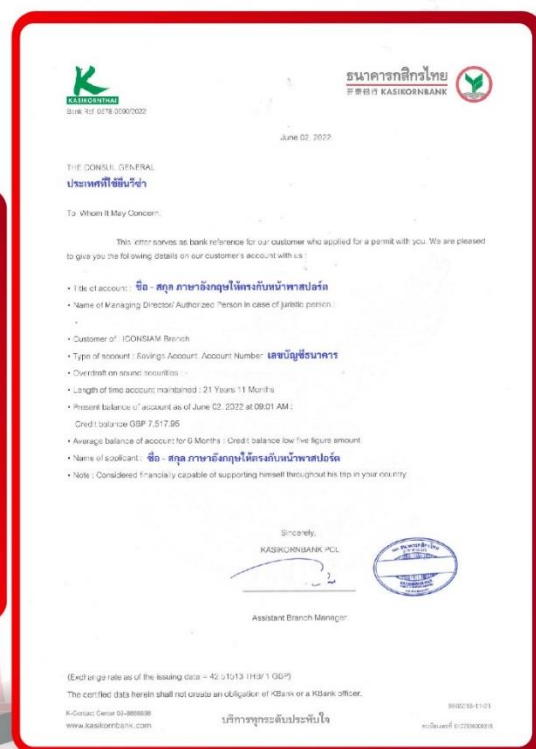 KASIKORNTHAI
ธนาคารกสิกรไทย
开泰银行 KASIKORNBANK
Bank Ref. 0878-0090/2022
June 02, 2022
THE CONSUL GENERAL
ประเทศที่ใช้ยื่นวีซ่า
To Whom It May Concern,
This letter serves as bank reference for our customer who applied for a permit with you. We are pleased
to give you the following details on our customer's account with us :
• Title of account : ชื่อ - สกุล ภาษาอังกฤษให้ตรงกับหน้าพาสปอร์ต
• Name of Managing Director/ Authorized Person in case of juristic person :
-
• Customer of : ICONSIAM Branch
• Type of account : Savings Account. Account Number เลขบัญชีธนาคาร
• Overdraft on sound securities : -
• Length of time account maintained : 21 Years 11 Months
• Present balance of account as of June 02, 2022 at 09:01 AM :
Credit balance GBP 7,517.95
• Average balance of account for 6 Months : Credit balance low five figure amount
• Name of applicant : ชื่อ - สกุล ภาษาอังกฤษให้ตรงกับหน้าพาสปอร์ต
• Note : Considered financially capable of supporting himself throughout his trip in your country.
Sincerely,
KASIKORNBANK PCL
Assistant Branch Manager
(Exchange rate as of the issuing date = 42.51513 THB/ 1 GBP)
The certified data herein shall not create an obligation of KBank or a KBank officer.
K-Contact Center 02-8888888
www.kasikornbank.com
บริการทุกระดับประทับใจ